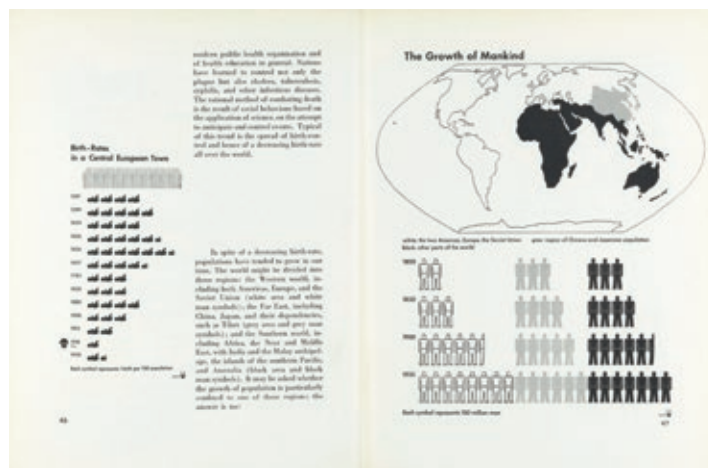 modern public health organization and
of health education in general. Nations
have learned to control not only the
plague but also cholera, tuberculosis,
syphilis, and other infectious diseases.
The rational method of combating death
is the result of social behaviour based on
the application of science, on the attempt
to anticipate and control events. Typical
of this trend is the spread of birth-con-
trol and hence of a decreasing birth-rate
all over the world.
Birth-Rates
in a Central European Town
Each symbol represents births per 100 population
In spite of a decreasing birth-rate,
populations have tended to grow in our
time. The world might be divided into
three regions: the Western world, in-
cluding both Americas, Europe, and the
Soviet Union (white area and white
man symbols); the Far East, including
China, Japan, and their dependencies,
such as Tibet (grey area and grey man
symbols); and the Southern world, in-
cluding Africa, the Near and Middle
East, with India and the Malay archipel-
ago, the islands of the southern Pacific,
and Australia (black area and black
man symbols). It may be asked whether
the growth of population is particularly
confined to one of these regions; the
answer is no:
46
The Growth of Mankind
white: the two Americas, Europe, the Soviet Union
grey: region of Chinese and Japanese population
black: other parts of the world
Each symbol represents 100 million men
47